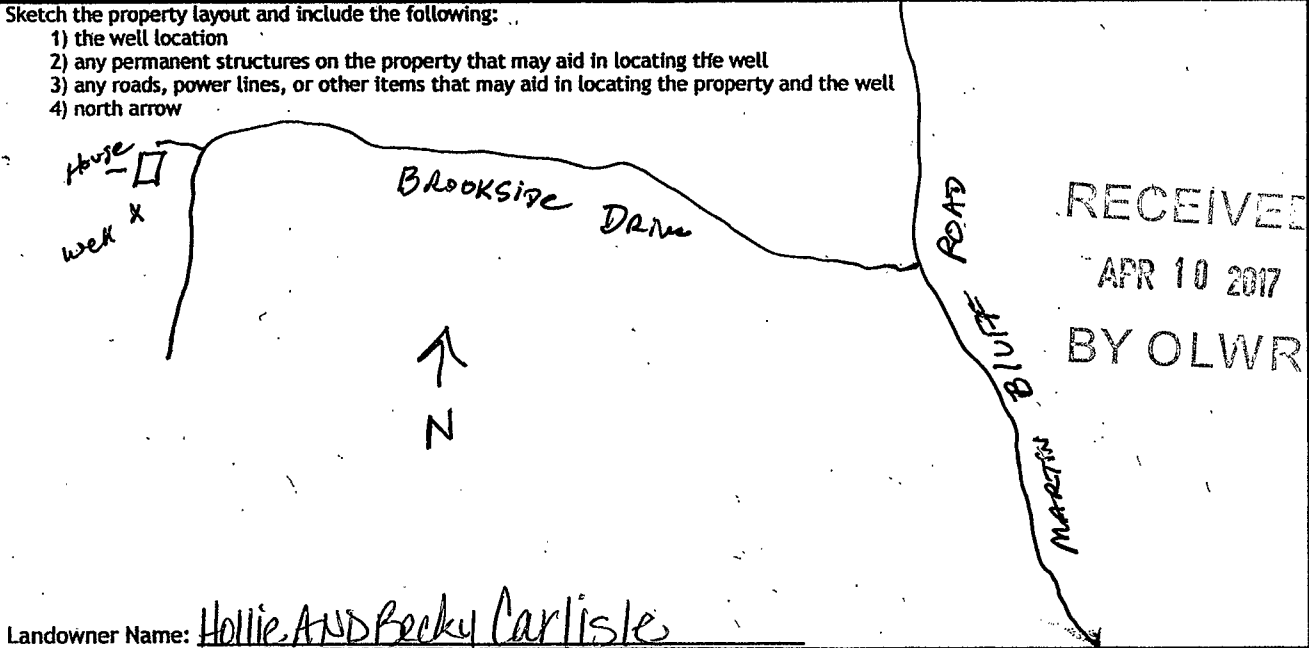 Sketch the property layout and include the following:
1) the well location
2) any permanent structures on the property that may aid in locating the well
3) any roads, power lines, or other items that may aid in locating the property and the well
4) north arrow
House
Well X
BROOKSIDE DRIVE
MARTIN BLUFF ROAD
RECEIVED
APR 10 2017
BY OLWR
N
Landowner Name: Hollie AND Becky Carlisle